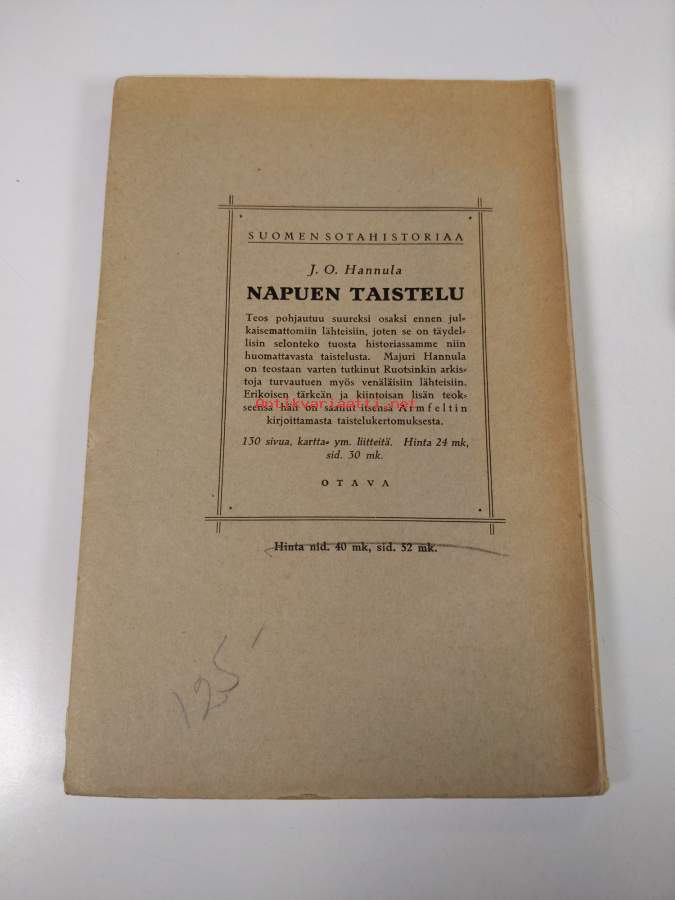 SUOMEN SOTAHISTORIAA
J. O. Hannula
NAPUEN TAISTELU
Teos pohjautuu suureksi osaksi ennen jul-
kaisemattomiin lähteisiin, joten se on täydel-
lisin selonteko tuosta historiassamme niin
huomattavasta taistelusta. Majuri Hannula
on teostaan varten tutkinut Ruotsinkin arkis-
toja turvautuen myös venäläisiin lähteisiin.
Erikoisen tärkeän ja kiintoisan lisän teok-
Antikvariaatti.net
seensa hän on saanut itsensä Armfeltin
kirjoittamasta taistelukertomuksesta.
130 sivua, kartta- ym. liitteitä. Hinta 24 mk,
sid. 30 mk.
OTAVA
Hinta nid. 40 mk, sid. 52 mk.
125